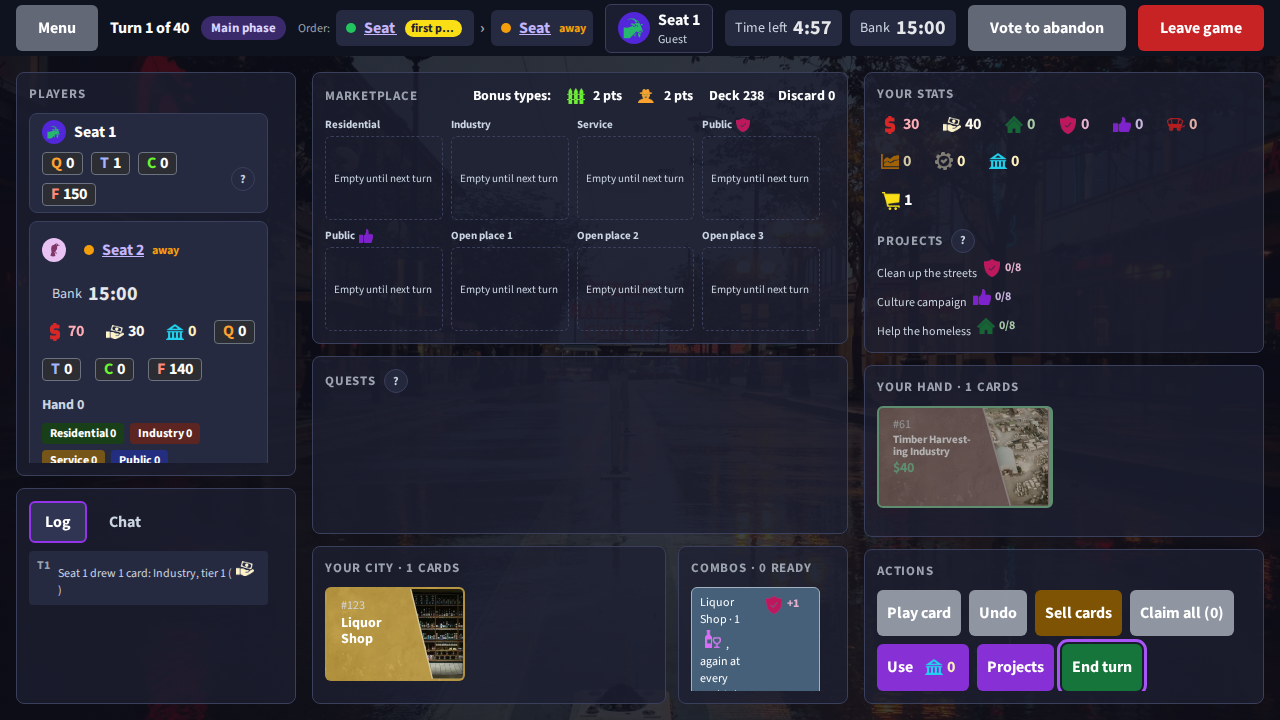 Menu
Turn 1 of 40
Main phase
Order:
Seat
first p...
›
Seat
away
Seat 1
Guest
Time left 4:57
Bank 15:00
Vote to abandon
Leave game
PLAYERS
Seat 1
Q 0
T 1
C 0
F 150
?
Seat 2 away
Bank 15:00
70
30
0
Q 0
T 0
C 0
F 140
Hand 0
Residential 0
Industry 0
Service 0
Public 0
Log
Chat
T1
Seat 1 drew 1 card: Industry, tier 1 (
)
MARKETPLACE
Bonus types:
2 pts
2 pts
Deck 238
Discard 0
Residential
Industry
Service
Public
Empty until next turn
Empty until next turn
Empty until next turn
Empty until next turn
Public
Open place 1
Open place 2
Open place 3
Empty until next turn
Empty until next turn
Empty until next turn
Empty until next turn
QUESTS
?
YOUR CITY · 1 CARDS
#123
Liquor
Shop
COMBOS · 0 READY
Liquor
Shop · 1
,
again at
every
+1
YOUR STATS
30
40
0
0
0
0
0
0
0
1
PROJECTS
?
Clean up the streets 0/8
Culture campaign 0/8
Help the homeless 0/8
YOUR HAND · 1 CARDS
#61
Timber Harvest-
ing Industry
$40
ACTIONS
Play card
Undo
Sell cards
Claim all (0)
Use 0
Projects
End turn